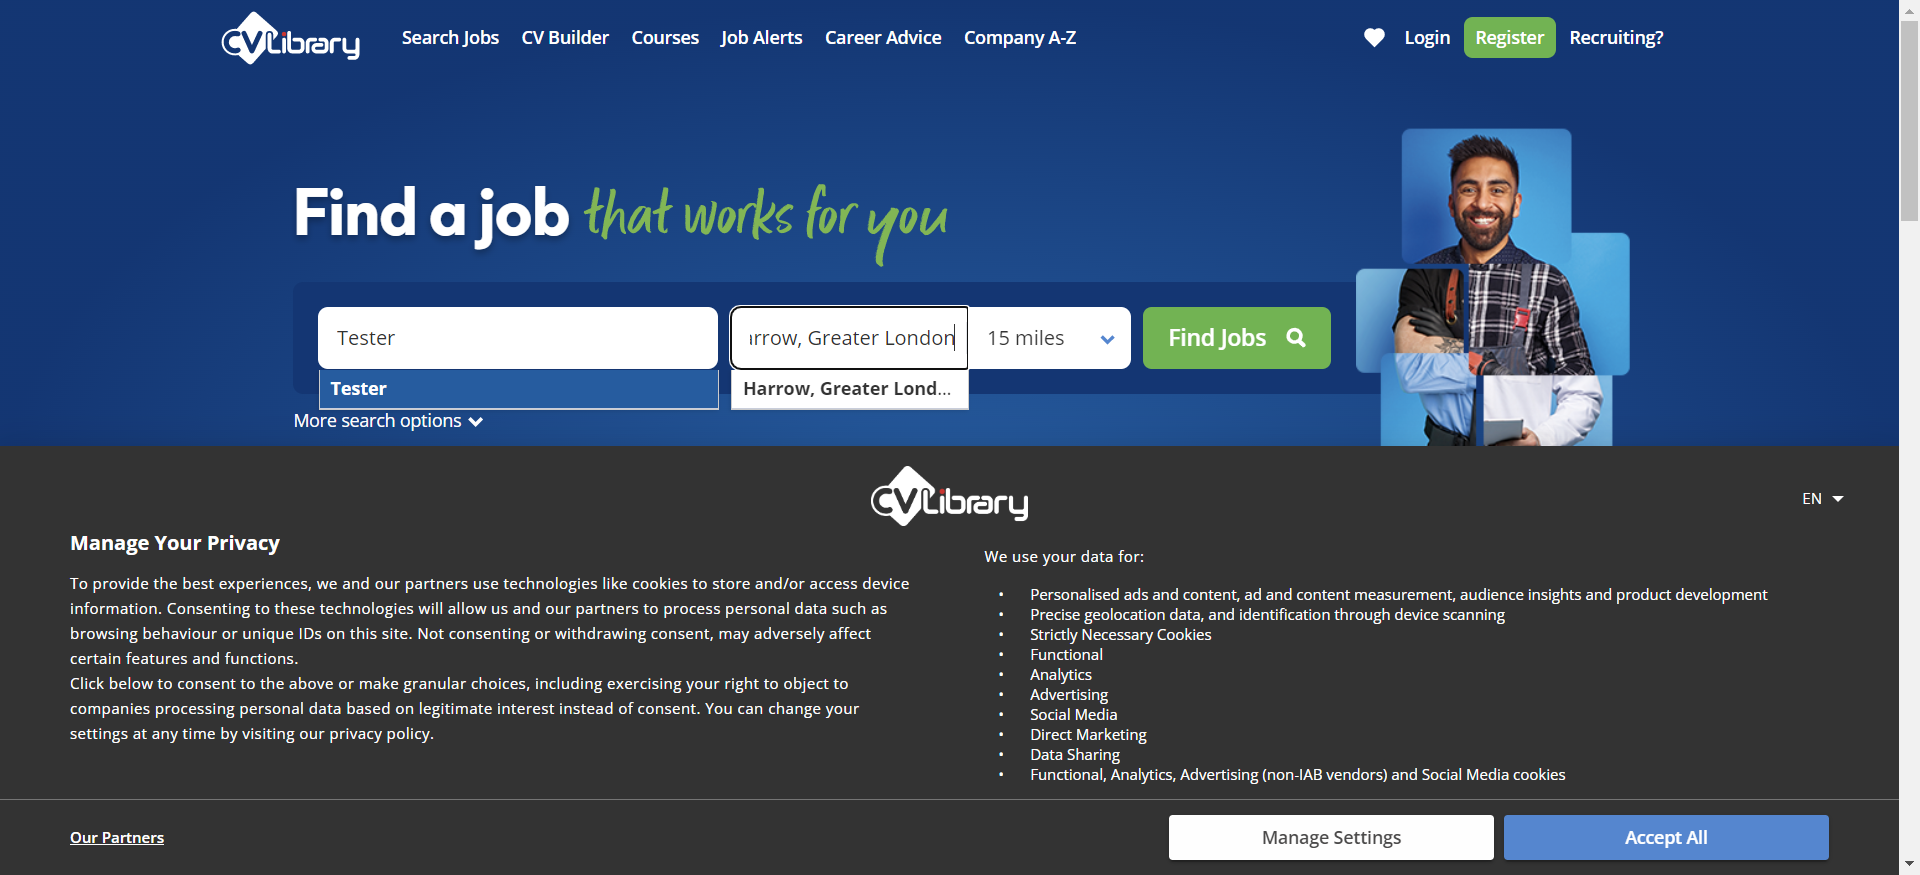 CVLibrary
Search Jobs
CV Builder
Courses
Job Alerts
Career Advice
Company A-Z
Login
Register
Recruiting?
Find a job that works for you
Tester
arrow, Greater London
15 miles
Find Jobs
Tester
Harrow, Greater Lond...
More search options
CVLibrary
EN
Manage Your Privacy
To provide the best experiences, we and our partners use technologies like cookies to store and/or access device
information. Consenting to these technologies will allow us and our partners to process personal data such as
browsing behaviour or unique IDs on this site. Not consenting or withdrawing consent, may adversely affect
certain features and functions.
Click below to consent to the above or make granular choices, including exercising your right to object to
companies processing personal data based on legitimate interest instead of consent. You can change your
settings at any time by visiting our privacy policy.
We use your data for:
• Personalised ads and content, ad and content measurement, audience insights and product development
• Precise geolocation data, and identification through device scanning
• Strictly Necessary Cookies
• Functional
• Analytics
• Advertising
• Social Media
• Direct Marketing
• Data Sharing
• Functional, Analytics, Advertising (non-IAB vendors) and Social Media cookies
Our Partners
Manage Settings
Accept All